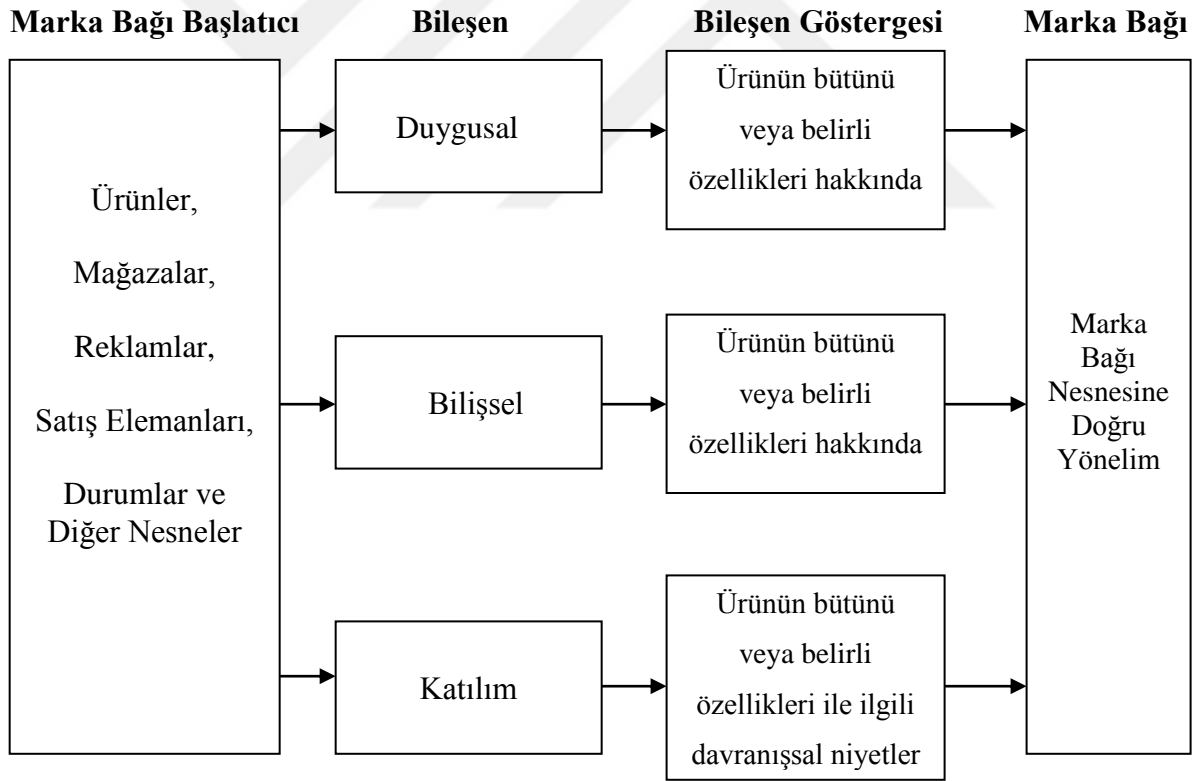 Marka Bağı Başlatıcı Bileşen Bileşen Göstergesi Marka Bağı
Ürünler,
Mağazalar,
Reklamlar,
Satış Elemanları,
Durumlar ve
Diğer Nesneler
Duygusal
Ürünün bütünü
veya belirli
özellikleri hakkında
Bilişsel
Ürünün bütünü
veya belirli
özellikleri hakkında
Katılım
Ürünün bütünü
veya belirli
özellikleri ile ilgili
davranışsal niyetler
Marka
Bağı
Nesnesine
Doğru
Yönelim